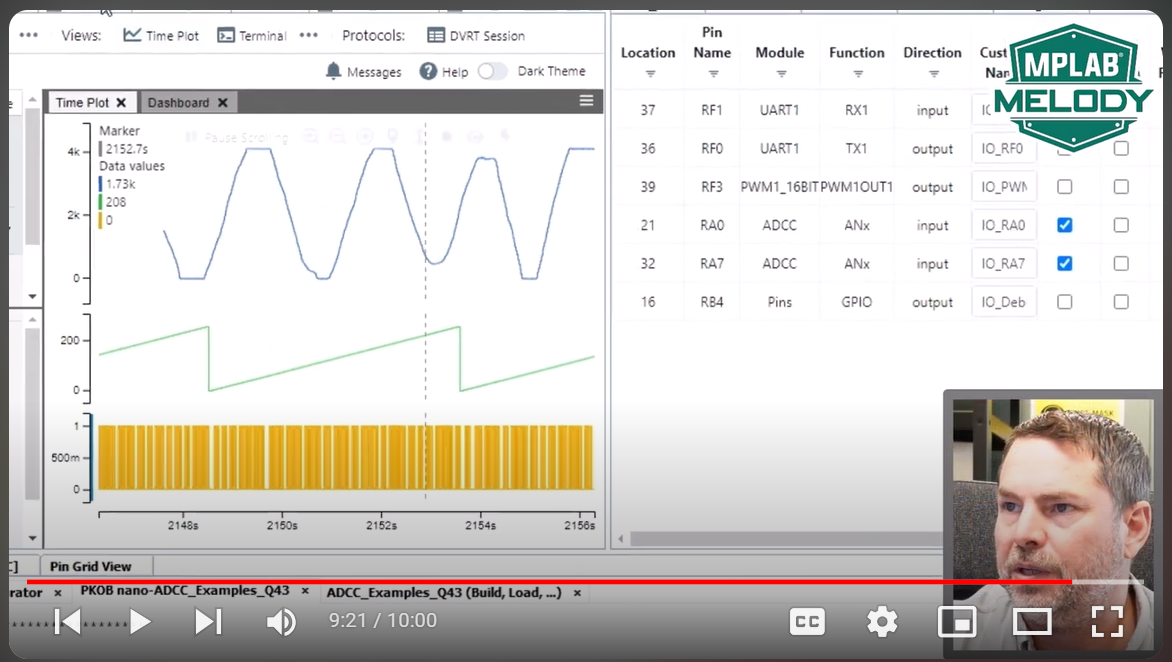 Views: Time Plot Terminal Protocols: DVRT Session
Messages Help Dark Theme
Time Plot Dashboard
Marker
2152.7s
Data values
1.73k
208
0
Pause Scrolling
4k
2k
0
200
0
1
500m
0
2148s 2150s 2152s 2154s 2156s
Location Pin Name Module Function Direction
37 RF1 UART1 RX1 input
36 RF0 UART1 TX1 output IO_RF0
39 RF3 PWM1_16BIT PWM1OUT1 output IO_PWM
21 RA0 ADCC ANx input IO_RA0
32 RA7 ADCC ANx input IO_RA7
16 RB4 Pins GPIO output IO_Deb
MPLAB®
MELODY
Pin Grid View
rator PKOB nano-ADCC_Examples_Q43 ADCC_Examples_Q43 (Build, Load, ...)
9:21 / 10:00
CC